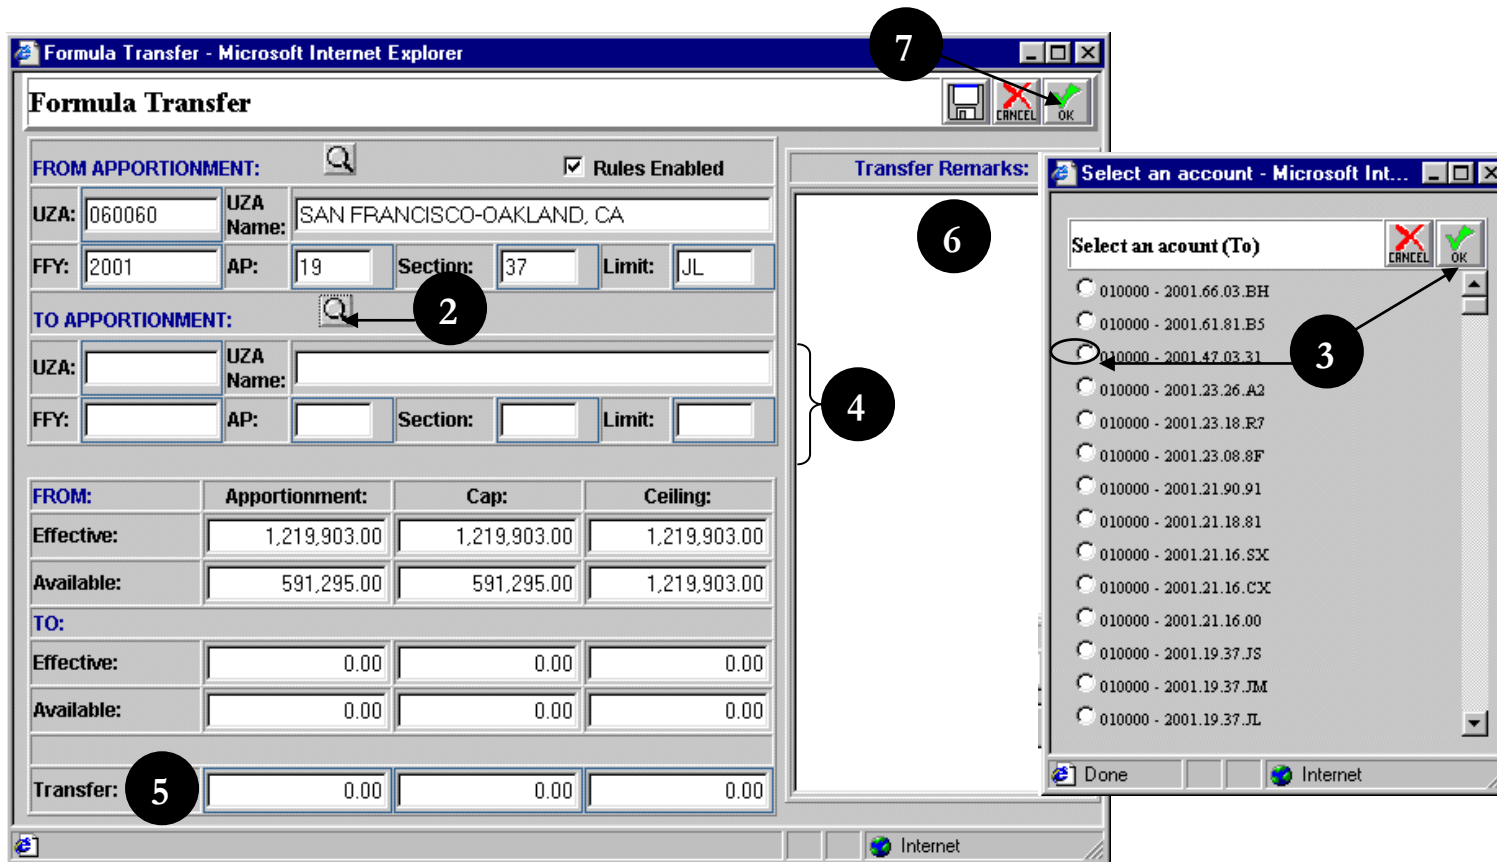 7
Formula Transfer - Microsoft Internet Explorer
Formula Transfer
CANCEL
OK
FROM APPORTIONMENT:
Rules Enabled
UZA: 060060 UZA Name: SAN FRANCISCO-OAKLAND, CA
FFY: 2001 AP: 19 Section: 37 Limit: JL
2
TO APPORTIONMENT:
UZA: UZA Name:
FFY: AP: Section: Limit:
4
FROM: Apportionment: Cap: Ceiling:
Effective: 1,219,903.00 1,219,903.00 1,219,903.00
Available: 591,295.00 591,295.00 1,219,903.00
TO:
Effective: 0.00 0.00 0.00
Available: 0.00 0.00 0.00
Transfer: 5 0.00 0.00 0.00
Transfer Remarks:
6
Internet
Select an account - Microsoft Int...
Select an acount (To)
CANCEL
OK
3
010000 - 2001.66.03.BH
010000 - 2001.61.81.B5
010000 - 2001.47.03.31
010000 - 2001.23.26.A2
010000 - 2001.23.18.R7
010000 - 2001.23.08.8F
010000 - 2001.21.90.91
010000 - 2001.21.18.81
010000 - 2001.21.16.SX
010000 - 2001.21.16.CX
010000 - 2001.21.16.00
010000 - 2001.19.37.JS
010000 - 2001.19.37.JM
010000 - 2001.19.37.JL
Done
Internet